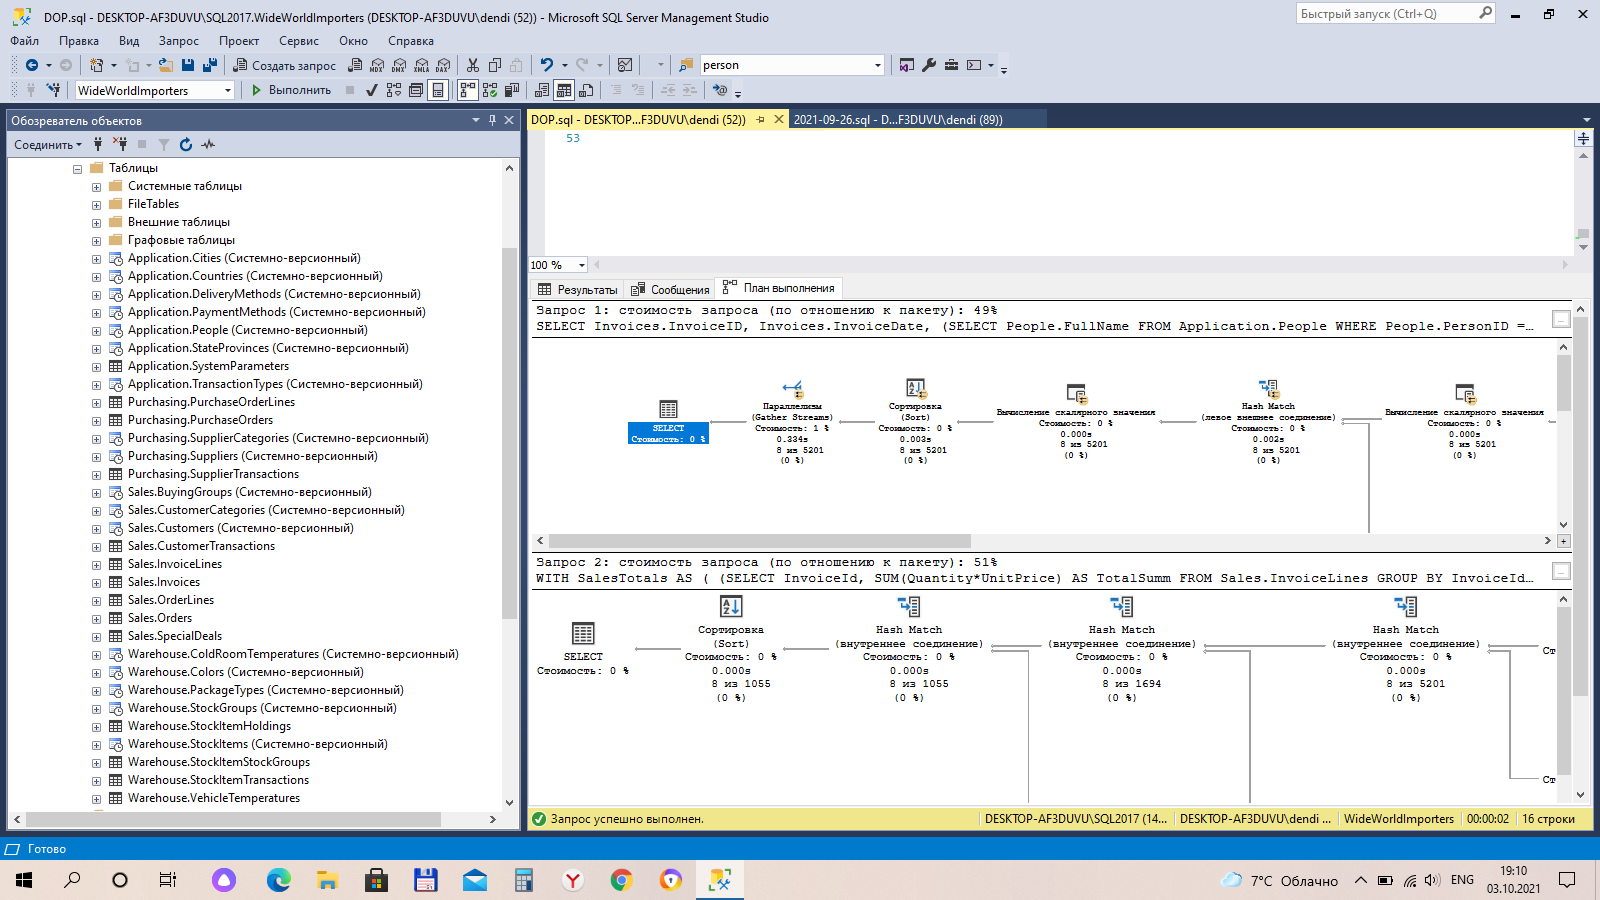 DOP.sql - DESKTOP-AF3DUVU\SQL2017.WideWorldImporters (DESKTOP-AF3DUVU\dendi (52)) - Microsoft SQL Server Management Studio
Быстрый запуск (Ctrl+Q)
Файл Правка Вид Запрос Проект Сервис Окно Справка
Создать запрос MDX DMX XMLA DAX person
WideWorldImporters Выполнить
Обозреватель объектов
Соединить
Таблицы
Системные таблицы
FileTables
Внешние таблицы
Графовые таблицы
Application.Cities (Системно-версионный)
Application.Countries (Системно-версионный)
Application.DeliveryMethods (Системно-версионный)
Application.PaymentMethods (Системно-версионный)
Application.People (Системно-версионный)
Application.StateProvinces (Системно-версионный)
Application.SystemParameters
Application.TransactionTypes (Системно-версионный)
Purchasing.PurchaseOrderLines
Purchasing.PurchaseOrders
Purchasing.SupplierCategories (Системно-версионный)
Purchasing.Suppliers (Системно-версионный)
Purchasing.SupplierTransactions
Sales.BuyingGroups (Системно-версионный)
Sales.CustomerCategories (Системно-версионный)
Sales.Customers (Системно-версионный)
Sales.CustomerTransactions
Sales.InvoiceLines
Sales.Invoices
Sales.OrderLines
Sales.Orders
Sales.SpecialDeals
Warehouse.ColdRoomTemperatures (Системно-версионный)
Warehouse.Colors (Системно-версионный)
Warehouse.PackageTypes (Системно-версионный)
Warehouse.StockGroups (Системно-версионный)
Warehouse.StockItemHoldings
Warehouse.StockItems (Системно-версионный)
Warehouse.StockItemStockGroups
Warehouse.StockItemTransactions
Warehouse.VehicleTemperatures
DOP.sql - DESKTOP...F3DUVU\dendi (52)) 2021-09-26.sql - D...F3DUVU\dendi (89))
53
100 %
Результаты Сообщения План выполнения
Запрос 1: стоимость запроса (по отношению к пакету): 49%
SELECT Invoices.InvoiceID, Invoices.InvoiceDate, (SELECT People.FullName FROM Application.People WHERE People.PersonID =...
SELECT
Стоимость: 0 %
Параллелизм
(Gather Streams)
Стоимость: 1 %
0.334s
8 из 5201
(0 %)
Сортировка
(Sort)
Стоимость: 0 %
0.003s
8 из 5201
(0 %)
Вычисление скалярного значения
Стоимость: 0 %
0.000s
8 из 5201
(0 %)
Hash Match
(левое внешнее соединение)
Стоимость: 0 %
0.002s
8 из 5201
(0 %)
Вычисление скалярного значения
Стоимость: 0 %
0.000s
8 из 5201
(0 %)
Запрос 2: стоимость запроса (по отношению к пакету): 51%
WITH SalesTotals AS ( (SELECT InvoiceId, SUM(Quantity*UnitPrice) AS TotalSumm FROM Sales.InvoiceLines GROUP BY InvoiceId...
SELECT
Стоимость: 0 %
Сортировка
(Sort)
Стоимость: 0 %
0.000s
8 из 1055
(0 %)
Hash Match
(внутреннее соединение)
Стоимость: 0 %
0.000s
8 из 1055
(0 %)
Hash Match
(внутреннее соединение)
Стоимость: 0 %
0.000s
8 из 1694
(0 %)
Hash Match
(внутреннее соединение)
Стоимость: 0 %
0.000s
8 из 5201
(0 %)
Ст
Ст
Запрос успешно выполнен. DESKTOP-AF3DUVU\SQL2017 (14... DESKTOP-AF3DUVU\dendi ... WideWorldImporters 00:00:02 16 строки
Готово
7°C Облачно ENG 19:10
03.10.2021